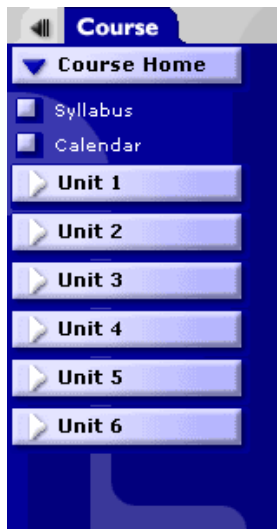 Course
Course Home
Syllabus
Calendar
Unit 1
Unit 2
Unit 3
Unit 4
Unit 5
Unit 6